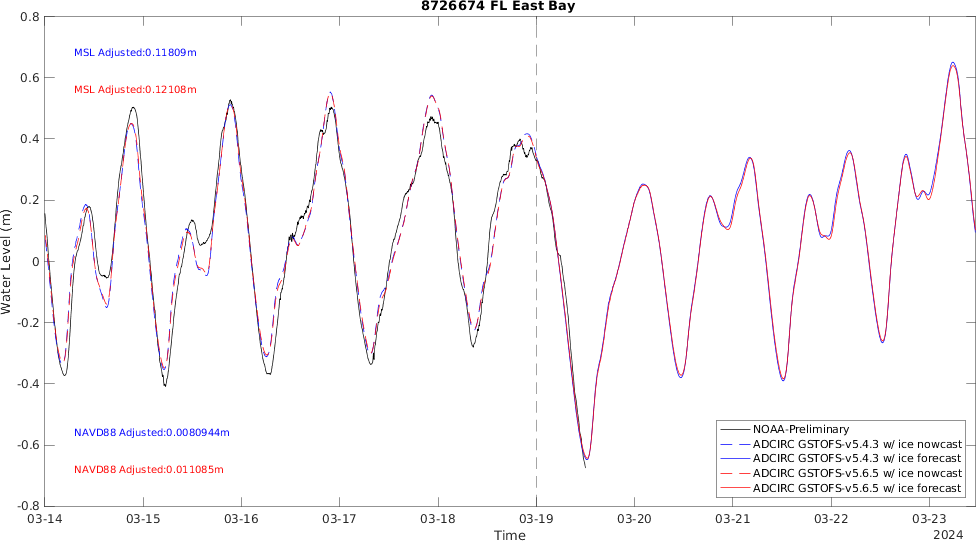 8726674 FL East Bay
0.8
0.6
0.4
0.2
0
-0.2
-0.4
-0.6
-0.8
Water Level (m)
MSL Adjusted:0.11809m
MSL Adjusted:0.12108m
NAVD88 Adjusted:0.0080944m
NAVD88 Adjusted:0.011085m
NOAA-Preliminary
ADCIRC GSTOFS-v5.4.3 w/ ice nowcast
ADCIRC GSTOFS-v5.4.3 w/ ice forecast
ADCIRC GSTOFS-v5.6.5 w/ ice nowcast
ADCIRC GSTOFS-v5.6.5 w/ ice forecast
03-14 03-15 03-16 03-17 03-18 03-19 03-20 03-21 03-22 03-23
Time
2024